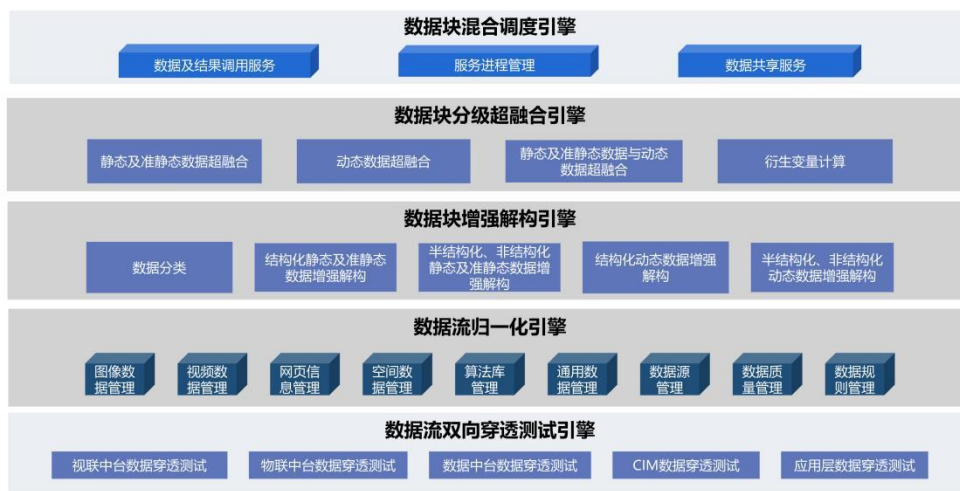 数据块混合调度引擎
数据及结果调用服务
服务进程管理
数据共享服务
数据块分级超融合引擎
静态及准静态数据超融合
动态数据超融合
静态及准静态数据与动态
数据超融合
衍生变量计算
数据块增强解构引擎
数据分类
结构化静态及准静态
数据增强解构
半结构化、非结构化
静态及准静态数据增
强解构
结构化动态数据增强
解构
半结构化、非结构化
动态数据增强解构
数据流归一化引擎
图像数
据管理
视频数
据管理
网页信
息管理
空间数
据管理
算法库
管理
通用数
据管理
数据源
管理
数据质
量管理
数据规
则管理
数据流双向穿透测试引擎
视联中台数据穿透测试
物联中台数据穿透测试
数据中台数据穿透测试
CIM数据穿透测试
应用层数据穿透测试